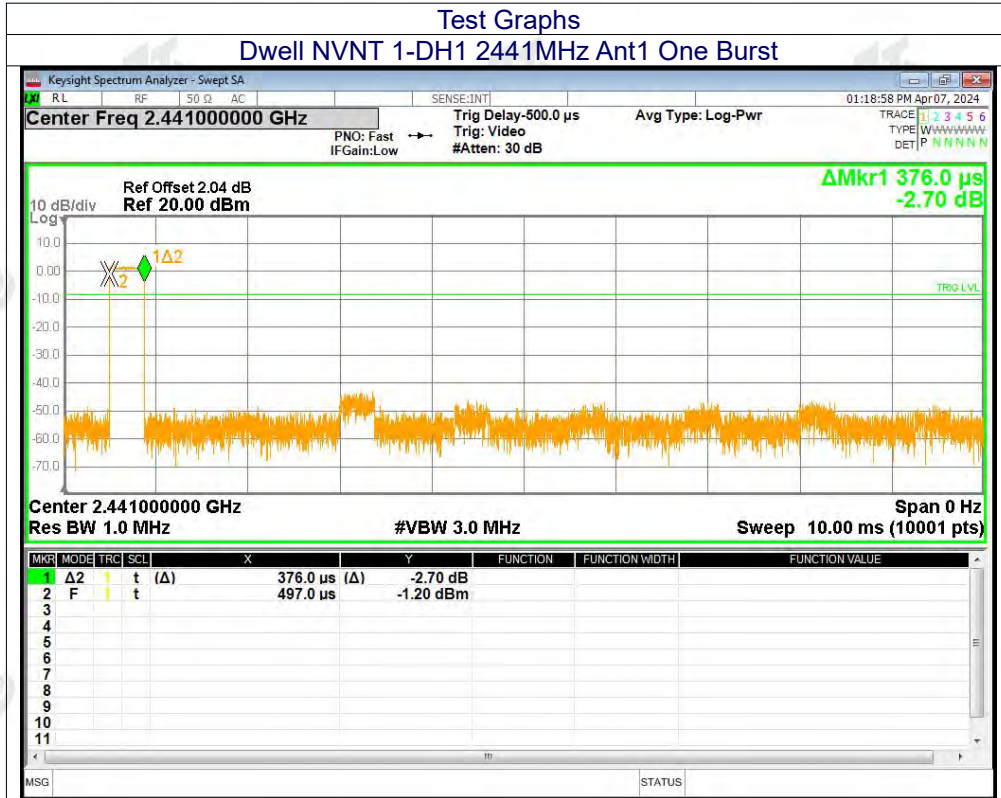 Test Graphs
Dwell NVNT 1-DH1 2441MHz Ant1 One Burst
Keysight Spectrum Analyzer - Swept SA
LXI RL RF 50 Ω AC SENSE:INT 01:18:58 PM Apr 07, 2024
Center Freq 2.441000000 GHz Trig Delay-500.0 µs Avg Type: Log-Pwr TRACE 1 2 3 4 5 6
PNO: Fast Trig: Video TYPE WWWWWWW
IFGain:Low #Atten: 30 dB DET P N N N N N
ΔMkr1 376.0 µs
-2.70 dB
Ref Offset 2.04 dB
10 dB/div Ref 20.00 dBm
Log
10.0
1Δ2
0.00
2
TRIG LVL
-10.0
-20.0
-30.0
-40.0
-50.0
-60.0
-70.0
Center 2.441000000 GHz Span 0 Hz
Res BW 1.0 MHz #VBW 3.0 MHz Sweep 10.00 ms (10001 pts)
MKR MODE TRC SCL X Y FUNCTION FUNCTION WIDTH FUNCTION VALUE
1 Δ2 1 t (Δ) 376.0 µs (Δ) -2.70 dB
2 F 1 t 497.0 µs -1.20 dBm
3
4
5
6
7
8
9
10
11
MSG STATUS